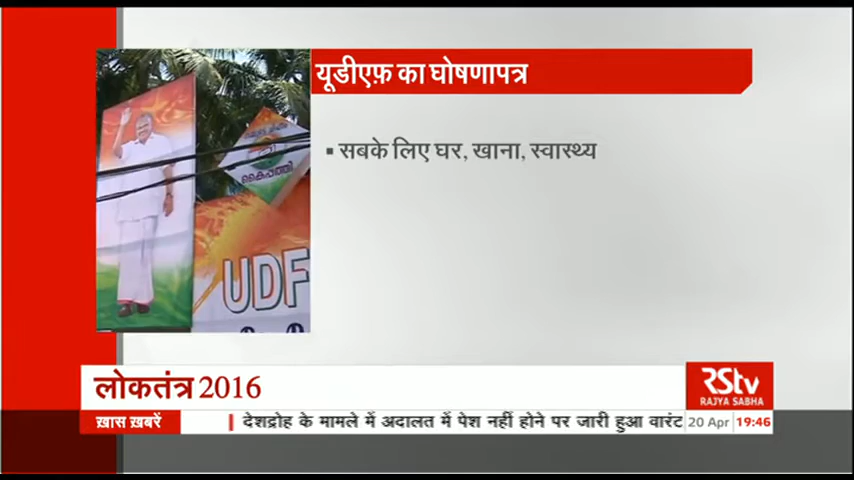 यूडीएफ़ का घोषणापत्र
▪ सबके लिए घर, खाना, स्वास्थ्य
കൈപ്പത്തി
UDF
लोकतंत्र 2016
RStv
RAJYA SABHA
ख़ास ख़बरें
देशद्रोह के मामले में अदालत में पेश नहीं होने पर जारी हुआ वारंट
20 Apr
19:46